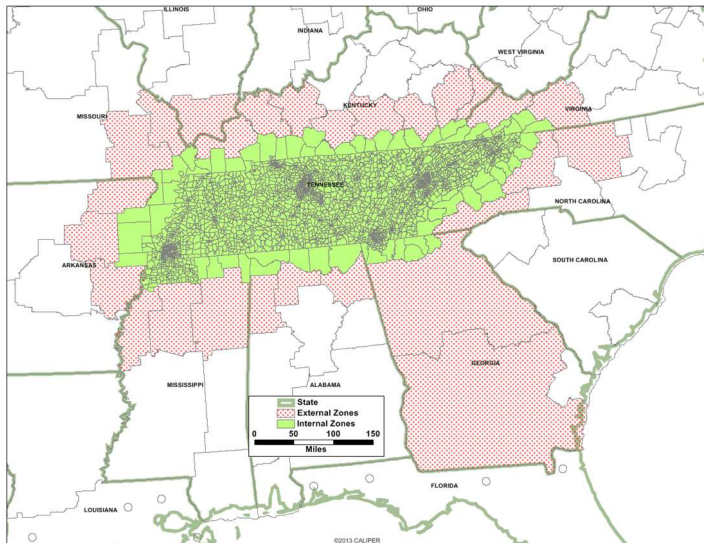 ILLINOIS
OHIO
INDIANA
WEST VIRGINIA
KENTUCKY
VIRGINIA
MISSOURI
TENNESSEE
NORTH CAROLINA
ARKANSAS
SOUTH CAROLINA
GEORGIA
MISSISSIPPI
ALABAMA
State
External Zones
Internal Zones
0 50 100 150
Miles
FLORIDA
LOUISIANA
©2013 CALIPER